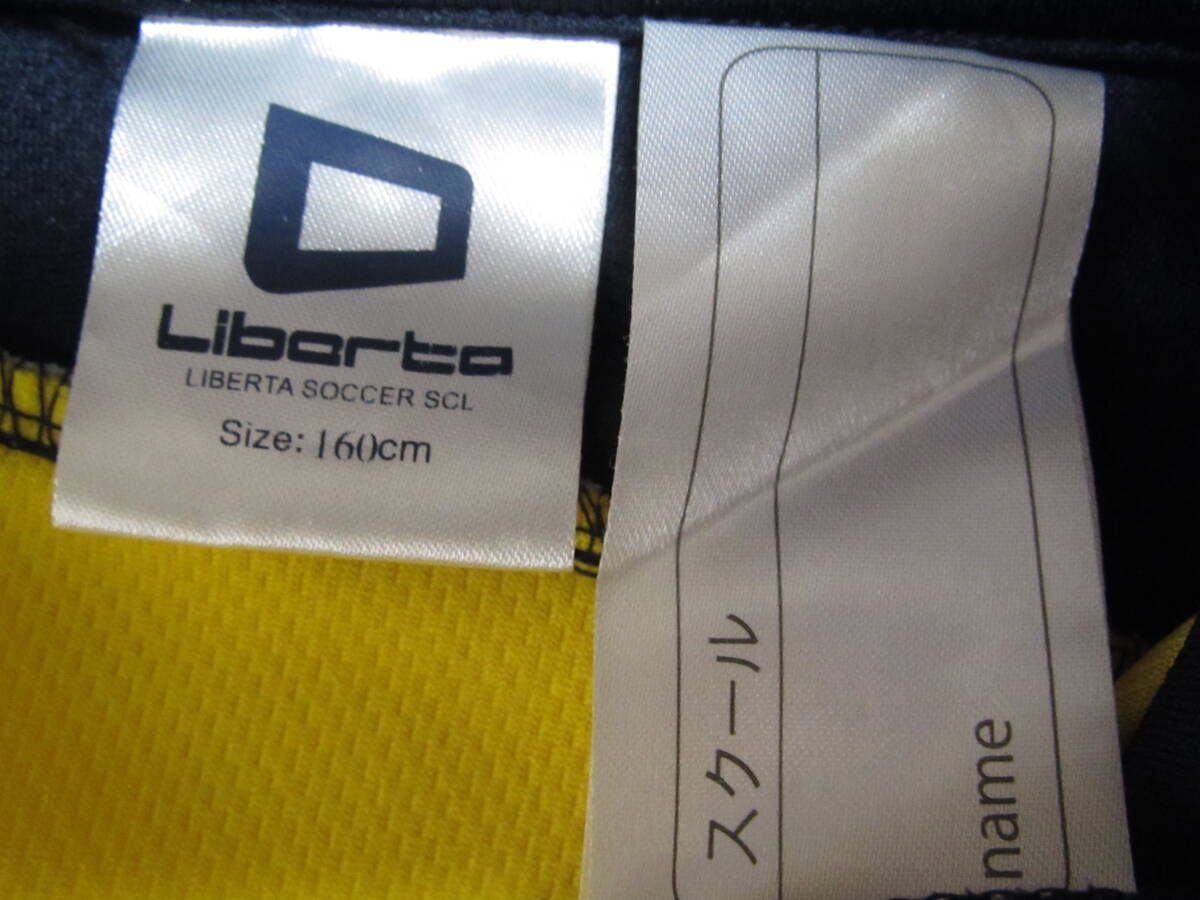 Liberta
LIBERTA SOCCER SCL
Size: 160cm
スクール
name